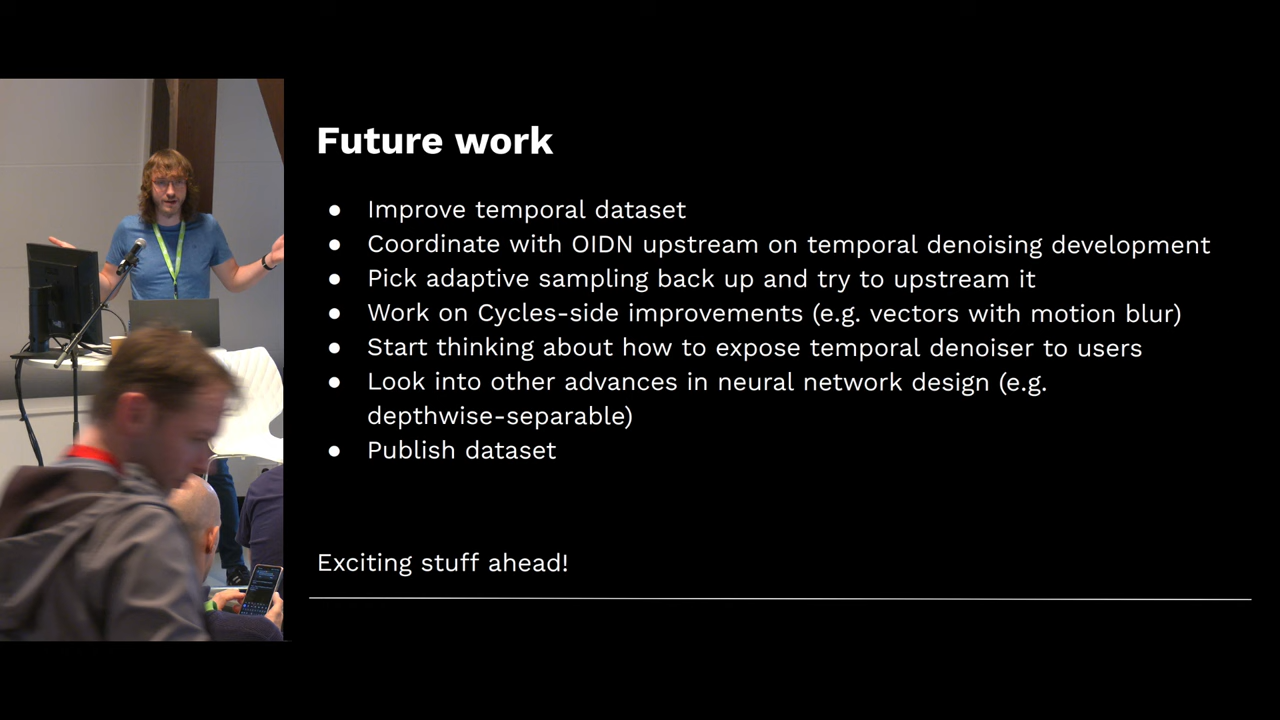 Future work
● Improve temporal dataset
● Coordinate with OIDN upstream on temporal denoising development
● Pick adaptive sampling back up and try to upstream it
● Work on Cycles-side improvements (e.g. vectors with motion blur)
● Start thinking about how to expose temporal denoiser to users
● Look into other advances in neural network design (e.g.
depthwise-separable)
● Publish dataset
Exciting stuff ahead!